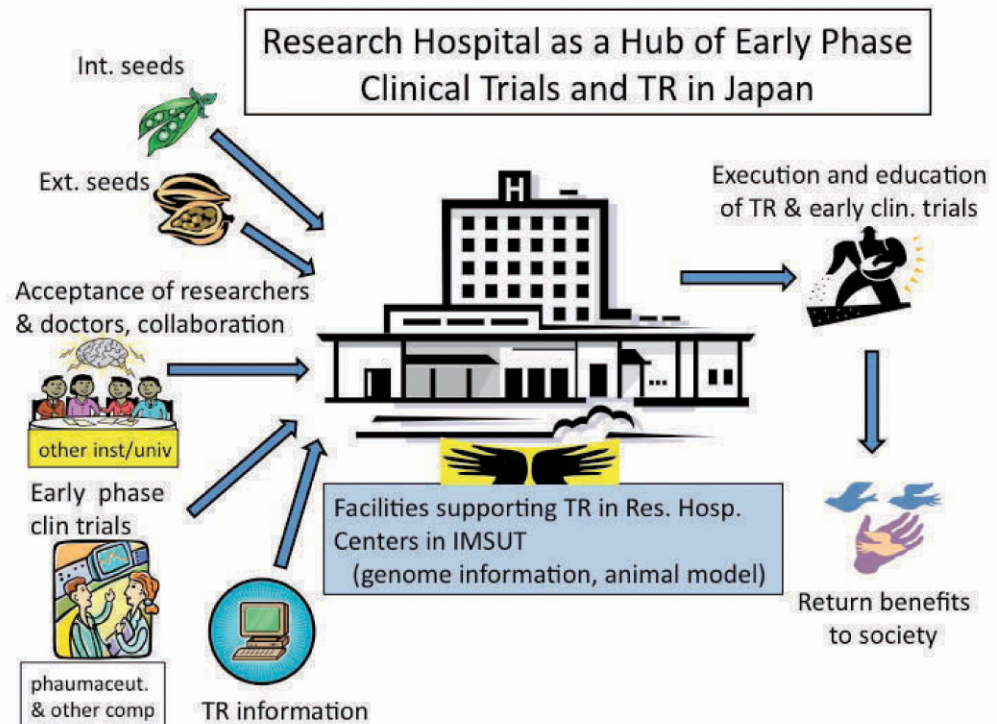 Research Hospital as a Hub of Early Phase
Clinical Trials and TR in Japan
Int. seeds
Ext. seeds
Acceptance of researchers
& doctors, collaboration
other inst/univ
Early phase
clin trials
phaumaceut.
& other comp
TR information
H
Facilities supporting TR in Res. Hosp.
Centers in IMSUT
(genome information, animal model)
Execution and education
of TR & early clin. trials
Return benefits
to society